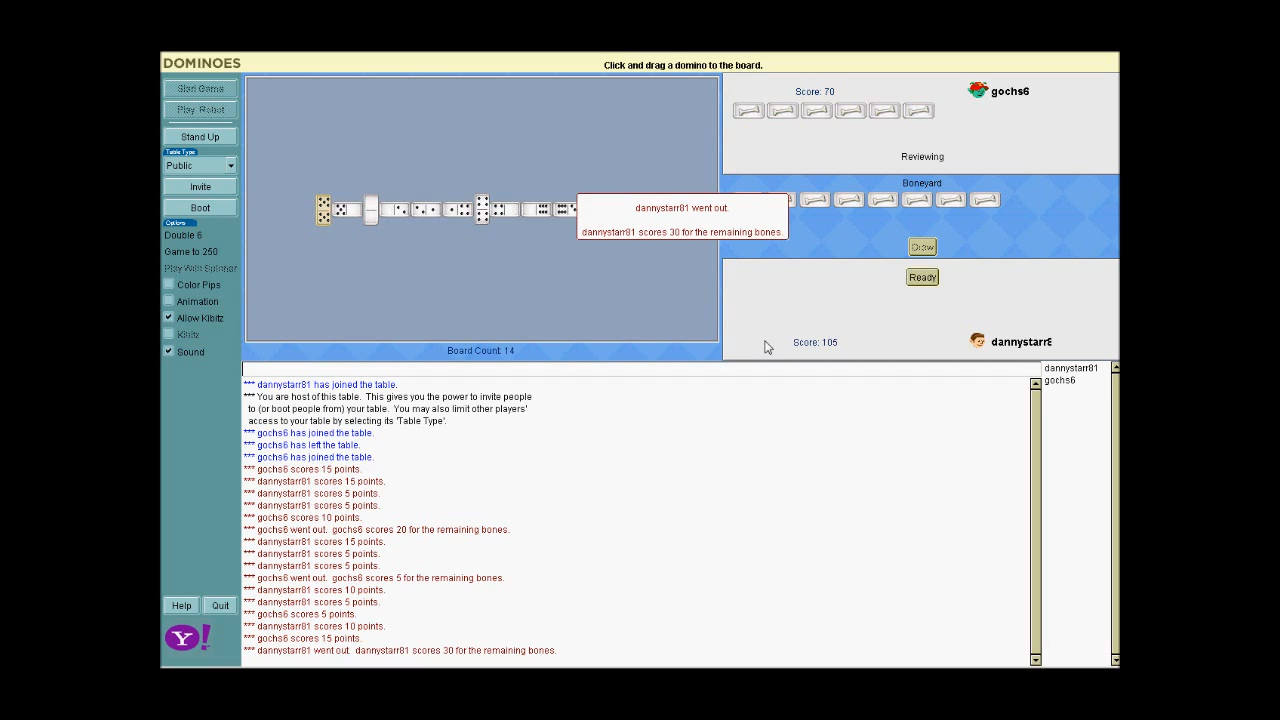 DOMINOES
Click and drag a domino to the board.
Start Game
Play Robot
Stand Up
Table Type
Public
Invite
Boot
Options
Double 6
Game to 250
Play With Spinner
Color Pips
Animation
Allow Kibitz
Kibitz
Sound
Help
Quit
Y!
dannystarr81 went out.
dannystarr81 scores 30 for the remaining bones.
Board Count: 14
Score: 70
gochs6
Reviewing
Boneyard
Draw
Ready
Score: 105
dannystarr8
*** dannystarr81 has joined the table.
*** You are host of this table. This gives you the power to invite people
to (or boot people from) your table. You may also limit other players'
access to your table by selecting its 'Table Type'.
*** gochs6 has joined the table.
*** gochs6 has left the table.
*** gochs6 has joined the table.
*** gochs6 scores 15 points.
*** dannystarr81 scores 15 points.
*** dannystarr81 scores 5 points.
*** dannystarr81 scores 5 points.
*** gochs6 scores 10 points.
*** gochs6 went out. gochs6 scores 20 for the remaining bones.
*** dannystarr81 scores 15 points.
*** dannystarr81 scores 5 points.
*** dannystarr81 scores 5 points.
*** gochs6 went out. gochs6 scores 5 for the remaining bones.
*** dannystarr81 scores 10 points.
*** dannystarr81 scores 5 points.
*** gochs6 scores 5 points.
*** dannystarr81 scores 10 points.
*** gochs6 scores 15 points.
*** dannystarr81 went out. dannystarr81 scores 30 for the remaining bones.
dannystarr81
gochs6